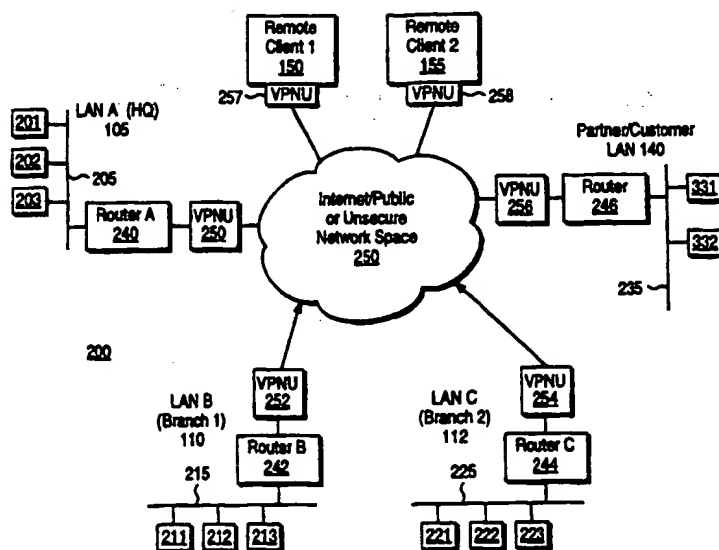 Remote
Client 1
150
VPNU
257
Remote
Client 2
155
VPNU
258
LAN A (HQ)
105
201
202
203
205
Router A
240
VPNU
250
Internet/Public
or Unsecure
Network Space
250
Partner/Customer
LAN 140
VPNU
256
Router
246
331
332
235
200
LAN B
(Branch 1)
110
VPNU
252
Router B
242
215
211
212
213
LAN C
(Branch 2)
112
VPNU
254
Router C
244
225
221
222
223